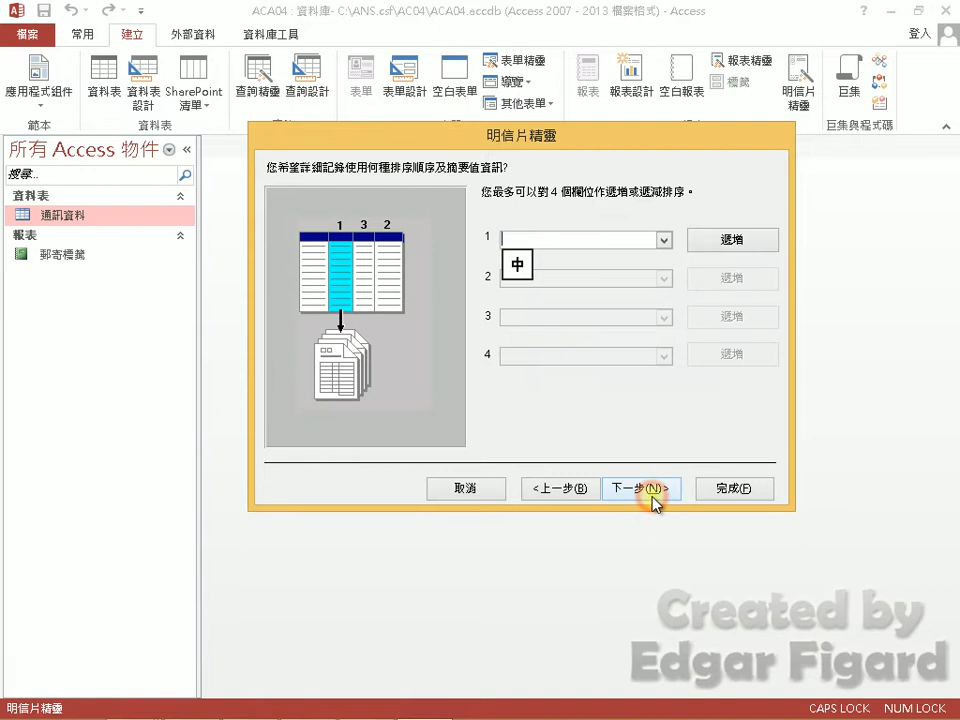 ACA04 : 資料庫- C:\ANS.csf\AC04\ACA04.accdb (Access 2007 - 2013 檔案格式) - Access
檔案
常用
建立
外部資料
資料庫工具
登入
應用程式組件
資料表
資料表設計
SharePoint 清單
查詢精靈
查詢設計
表單
表單設計
空白表單
表單精靈
導覽
其他表單
報表
報表設計
空白報表
報表精靈
標籤
明信片精靈
巨集
範本
資料表
巨集與程式碼
所有 Access 物件
搜尋..
資料表
通訊資料
報表
郵寄標籤
明信片精靈
您希望詳細記錄使用何種排序順序及摘要值資訊?
您最多可以對 4 個欄位作遞增或遞減排序。
1 3 2
1
遞增
中
2
遞增
3
遞增
4
遞增
取消
<上一步(B)
下一步(N)>
完成(F)
Created by
Edgar Figard
明信片精靈
CAPS LOCK
NUM LOCK